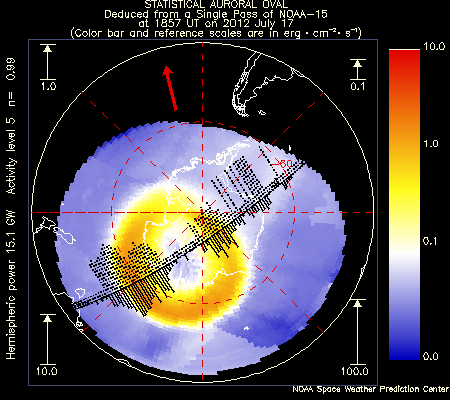 STATISTICAL AURORAL OVAL
Deduced from a Single Pass of NOAA-15
at 1857 UT on 2012 July 17
(Color bar and reference scales are in erg · cm⁻² · s⁻¹)
Hemispheric power 15.1 GW Activity level 5 n= 0.99
1.0
0.1
-60
10.0
100.0
10.0
1.0
0.1
0.0
NOAA Space Weather Prediction Center